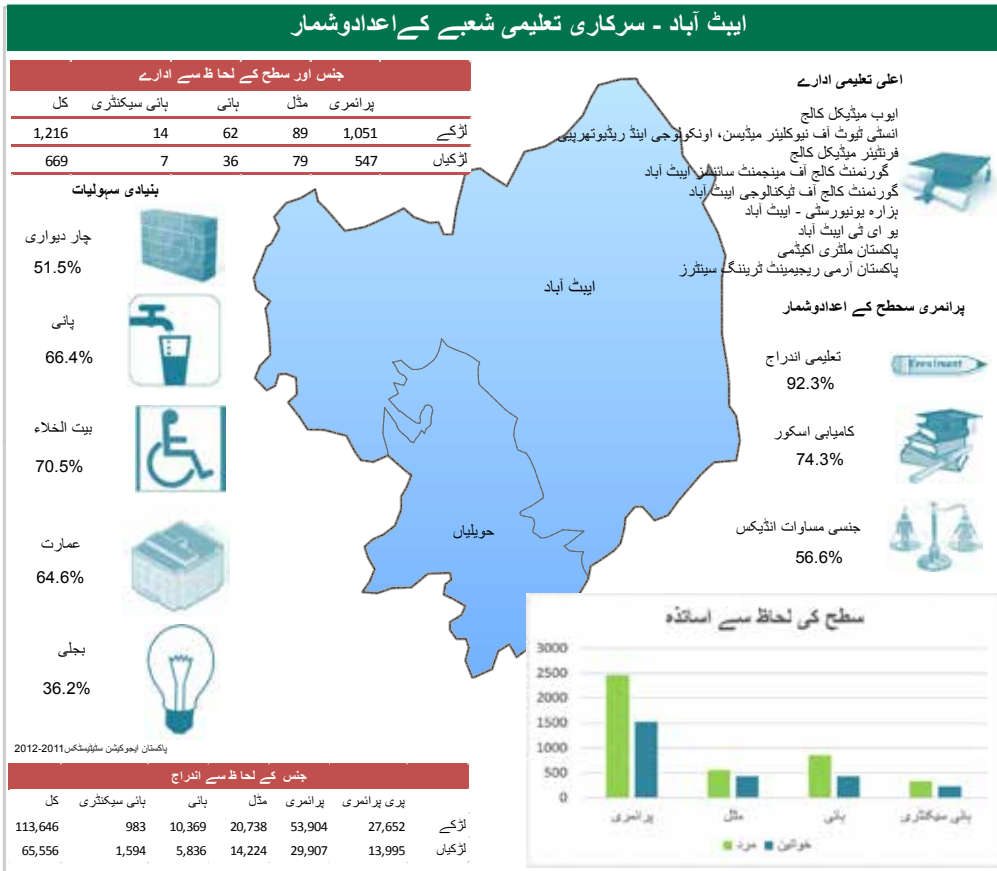 ایبٹ آباد - سرکاری تعلیمی شعبے کے اعدادوشمار
جنس اور سطح کے لحا ظ سے ادارے
پرائمری مڈل ہائی ہائی سیکنڈری کل
لڑکے 1,051 89 62 14 1,216
لڑکیاں 547 79 36 7 669
اعلی تعلیمی ادارے
ایوب میڈیکل کالج
انسٹی ٹیوٹ آف نیوکلیئر میڈیسن، اونکولوجی اینڈ ریڈیوتھریپی
فرنٹیئر میڈیکل کالج
گورنمنٹ کالج آف مینجمنٹ سائنسز ایبٹ آباد
گورنمنٹ کالج آف ٹیکنالوجی ایبٹ آباد
ہزارہ یونیورسٹی - ایبٹ آباد
یو ای ٹی ایبٹ آباد
پاکستان ملٹری اکیڈمی
پاکستان آرمی ریجیمینٹ ٹریننگ سینٹرز
بنیادی سہولیات
چار دیواری
51.5%
پانی
66.4%
بیت الخلاء
70.5%
عمارت
64.6%
بجلی
36.2%
ایبٹ آباد
حویلیاں
پرائمری سحطح کے اعدادوشمار
تعلیمی اندراج
92.3%
Enrolment
کامیابی اسکور
74.3%
جنسی مساوات انڈیکس
56.6%
پاکستان ایجوکیشن سٹیٹیسٹکس 2011-2012
جنس کے لحا ظ سے اندراج
پری پرائمری پرائمری مڈل ہائی ہائی سیکنڈری کل
لڑکے 27,652 53,904 20,738 10,369 983 113,646
لڑکیاں 13,995 29,907 14,224 5,836 1,594 65,556
سطح کی لحاظ سے اساتذہ
3000
2500
2000
1500
1000
500
0
پرائمری مڈل ہائی ہائی سیکنڈری
مرد خواتین